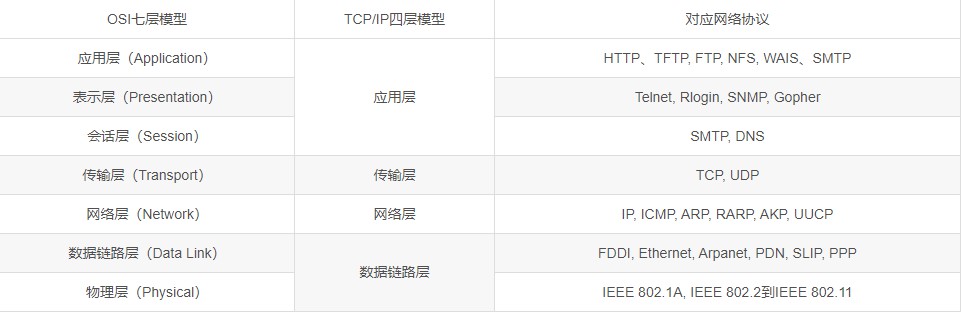 OSI七层模型 TCP/IP四层模型 对应网络协议
应用层（Application） HTTP、TFTP, FTP, NFS, WAIS、SMTP
表示层（Presentation） 应用层 Telnet, Rlogin, SNMP, Gopher
会话层（Session） SMTP, DNS
传输层（Transport） 传输层 TCP, UDP
网络层（Network） 网络层 IP, ICMP, ARP, RARP, AKP, UUCP
数据链路层（Data Link） FDDI, Ethernet, Arpanet, PDN, SLIP, PPP
数据链路层
物理层（Physical） IEEE 802.1A, IEEE 802.2到IEEE 802.11